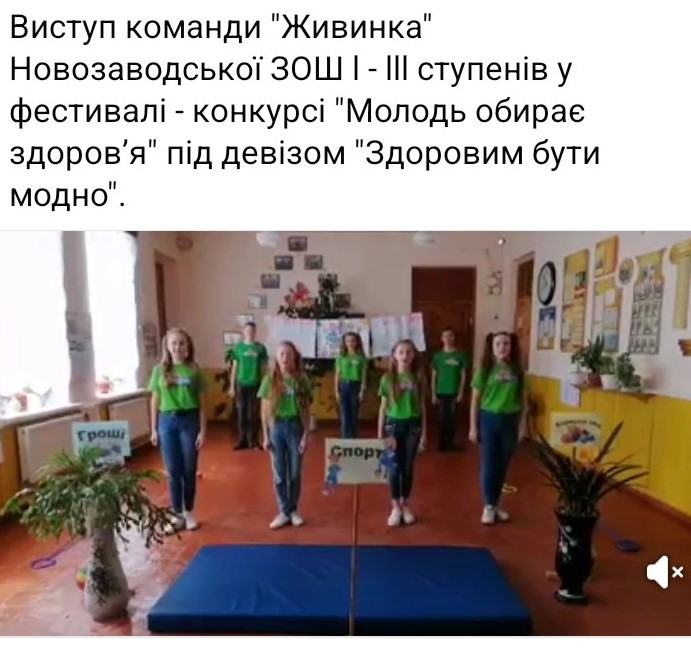 Виступ команди "Живинка"
Новозаводської ЗОШ І - ІІІ ступенів у
фестивалі - конкурсі "Молодь обирає
здоров’я" під девізом "Здоровим бути
модно".
Гроші
Спорт